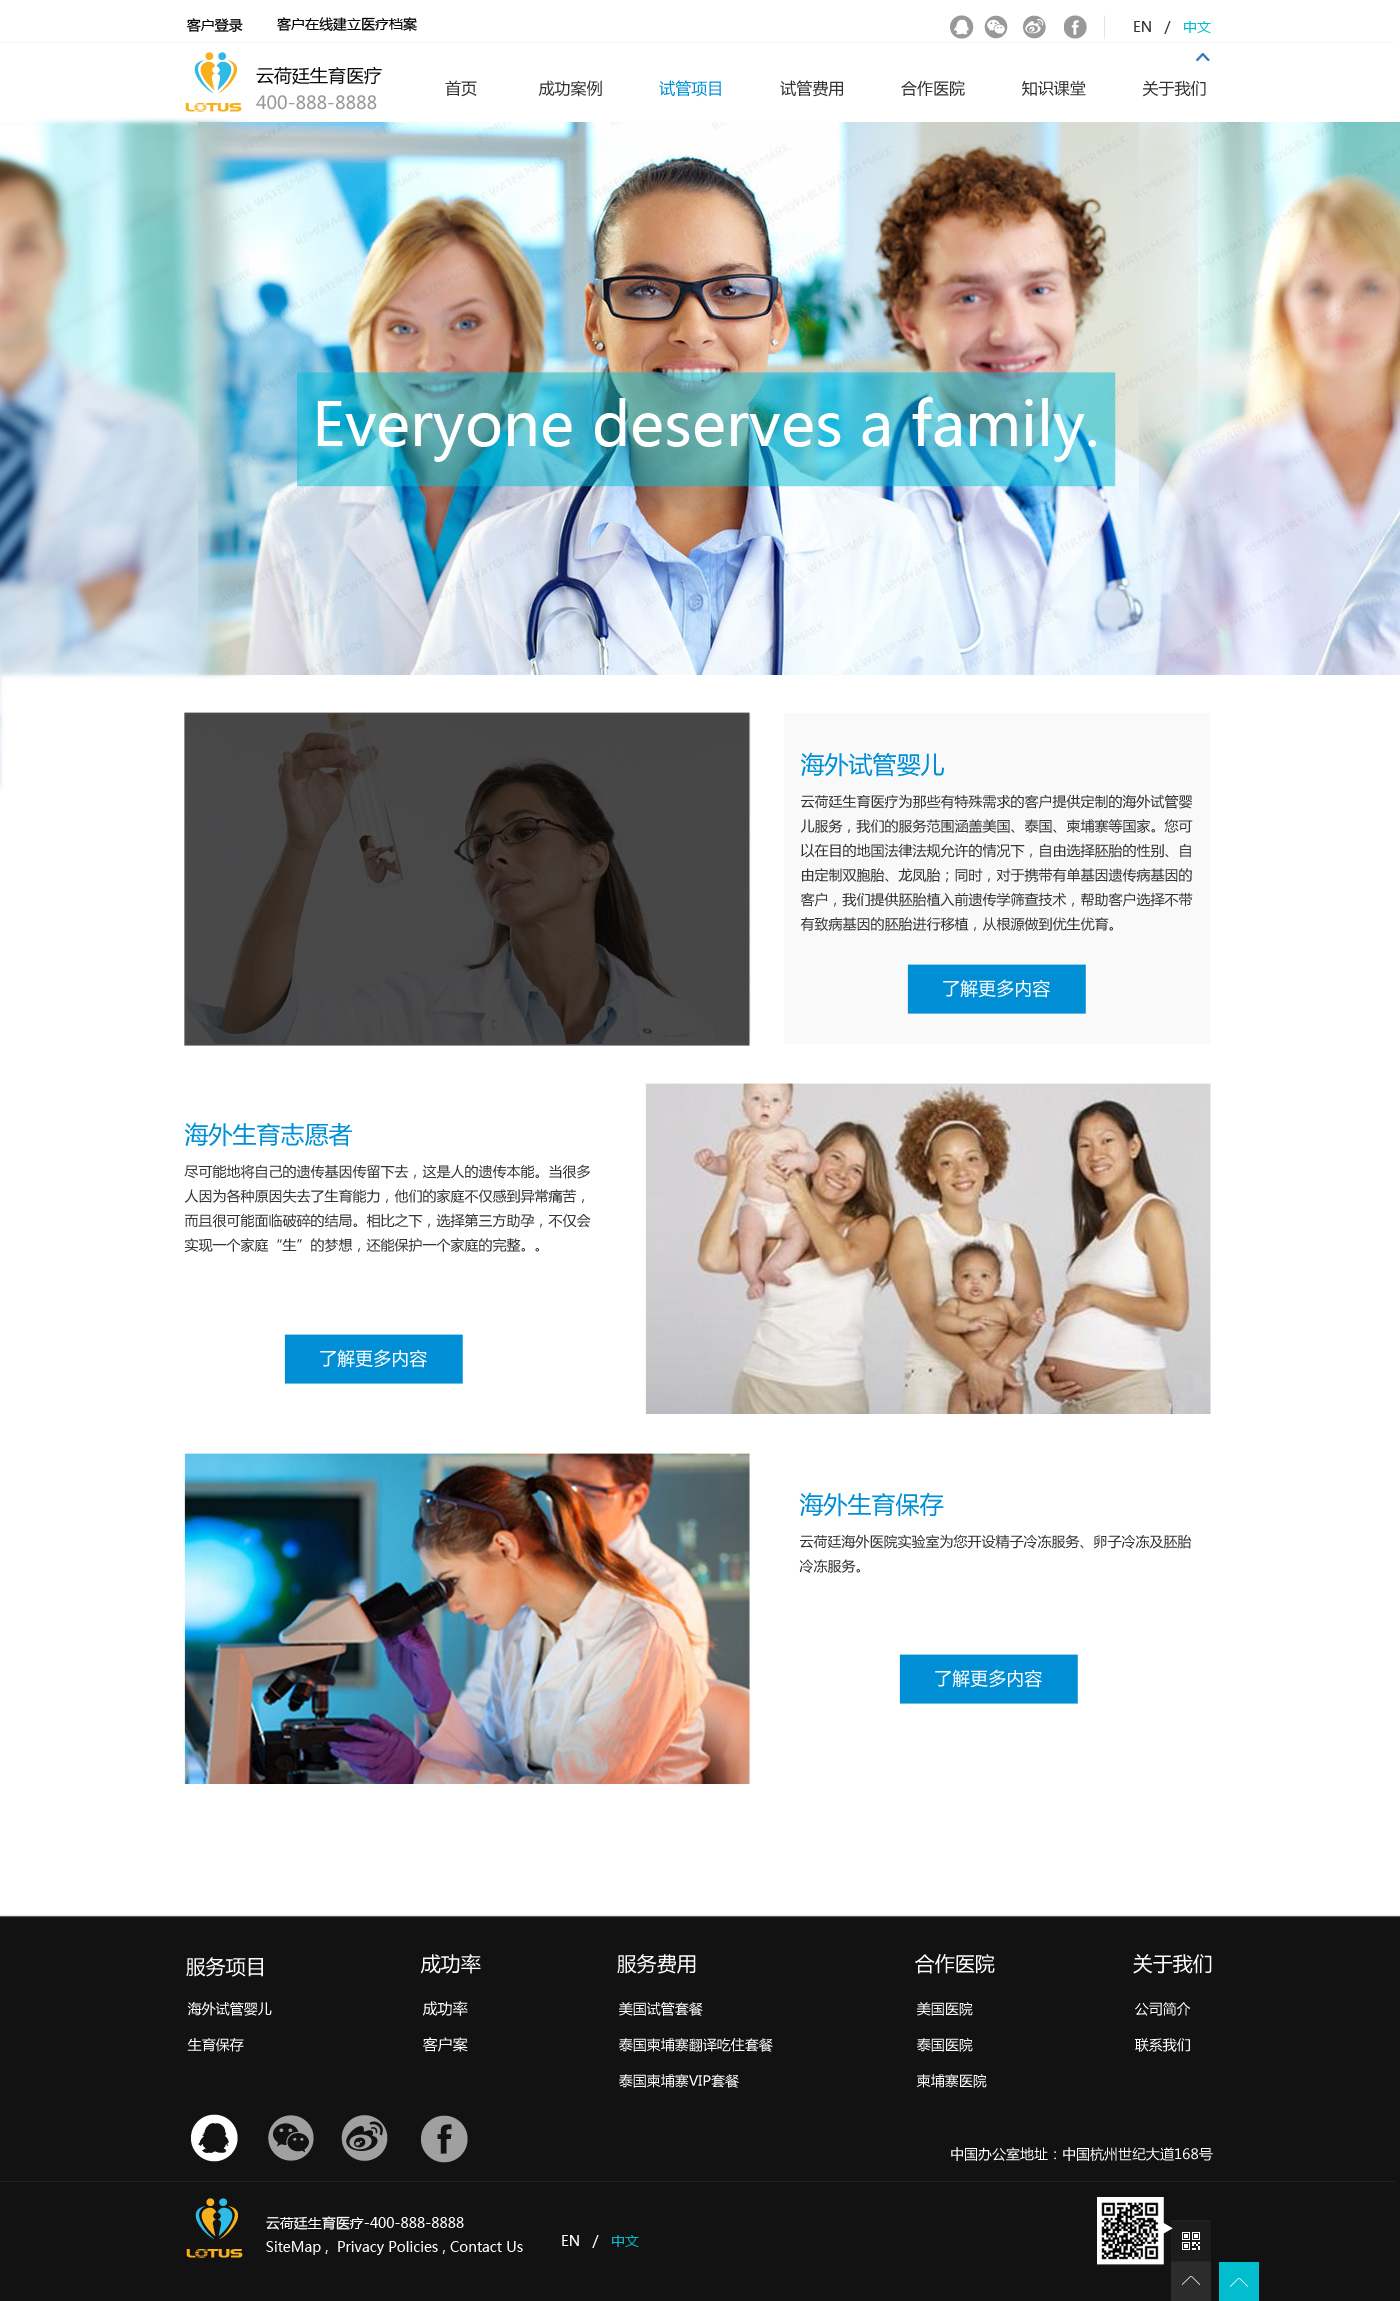 客户登录 客户在线建立医疗档案 EN / 中文
云荷廷生育医疗
400-888-8888
LOTUS
首页 成功案例 试管项目 试管费用 合作医院 知识课堂 关于我们
Everyone deserves a family.
海外试管婴儿
云荷廷生育医疗为那些有特殊需求的客户提供定制的海外试管婴
儿服务，我们的服务范围涵盖美国、泰国、柬埔寨等国家。您可
以在目的地国法律法规允许的情况下，自由选择胚胎的性别、自
由定制双胞胎、龙凤胎；同时，对于携带有单基因遗传病基因的
客户，我们提供胚胎植入前遗传学筛查技术，帮助客户选择不带
有致病基因的胚胎进行移植，从根源做到优生优育。
了解更多内容
海外生育志愿者
尽可能地将自己的遗传基因传留下去，这是人的遗传本能。当很多
人因为各种原因失去了生育能力，他们的家庭不仅感到异常痛苦，
而且很可能面临破碎的结局。相比之下，选择第三方助孕，不仅会
实现一个家庭“生”的梦想，还能保护一个家庭的完整。。
了解更多内容
海外生育保存
云荷廷海外医院实验室为您开设精子冷冻服务、卵子冷冻及胚胎
冷冻服务。
了解更多内容
服务项目
海外试管婴儿
生育保存
成功率
成功率
客户案
服务费用
美国试管套餐
泰国柬埔寨翻译吃住套餐
泰国柬埔寨VIP套餐
合作医院
美国医院
泰国医院
柬埔寨医院
关于我们
公司简介
联系我们
中国办公室地址：中国杭州世纪大道168号
LOTUS
云荷廷生育医疗-400-888-8888
SiteMap , Privacy Policies , Contact Us
EN / 中文